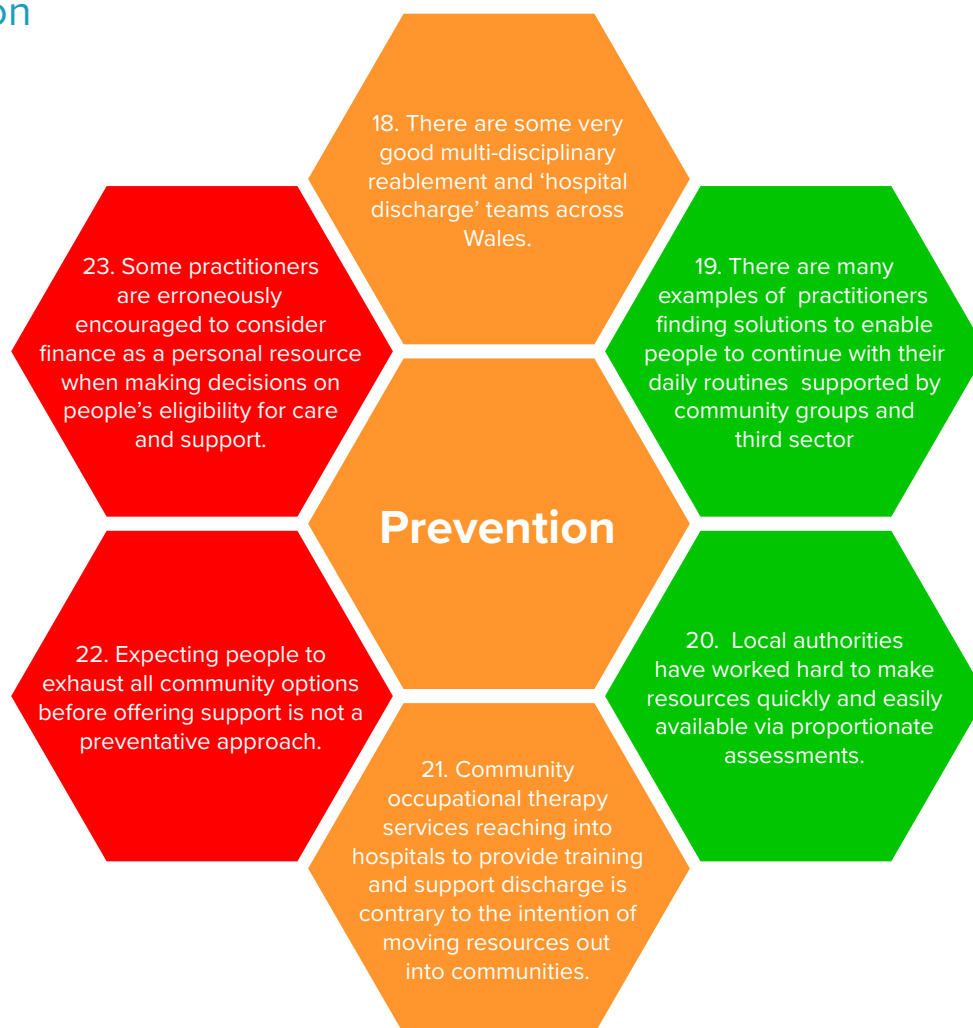 on
18. There are some very
good multi-disciplinary
reablement and ‘hospital
discharge’ teams across
Wales.
19. There are many
examples of  practitioners
finding solutions to enable
people to continue with their
daily routines  supported by
community groups and
third sector
20.  Local authorities
have worked hard to make
resources quickly and easily
available via proportionate
assessments.
21. Community
occupational therapy
services reaching into
hospitals to provide training
and support discharge is
contrary to the intention of
moving resources out
into communities.
22. Expecting people to
exhaust all community options
before offering support is not a
preventative approach.
23. Some practitioners
are erroneously
encouraged to consider
finance as a personal resource
when making decisions on
people’s eligibility for care
and support.
Prevention